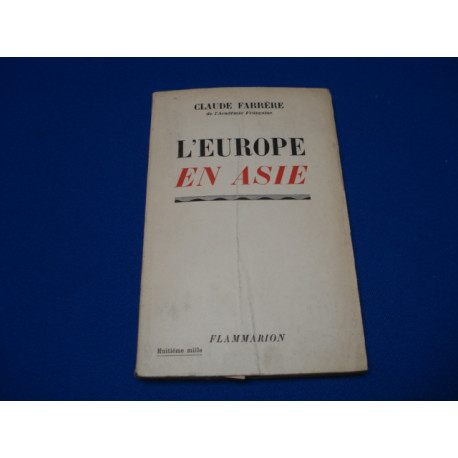 CLAUDE FARRÈRE
de l'Académie Française
L'EUROPE
EN ASIE
FLAMMARION
Huitième mille